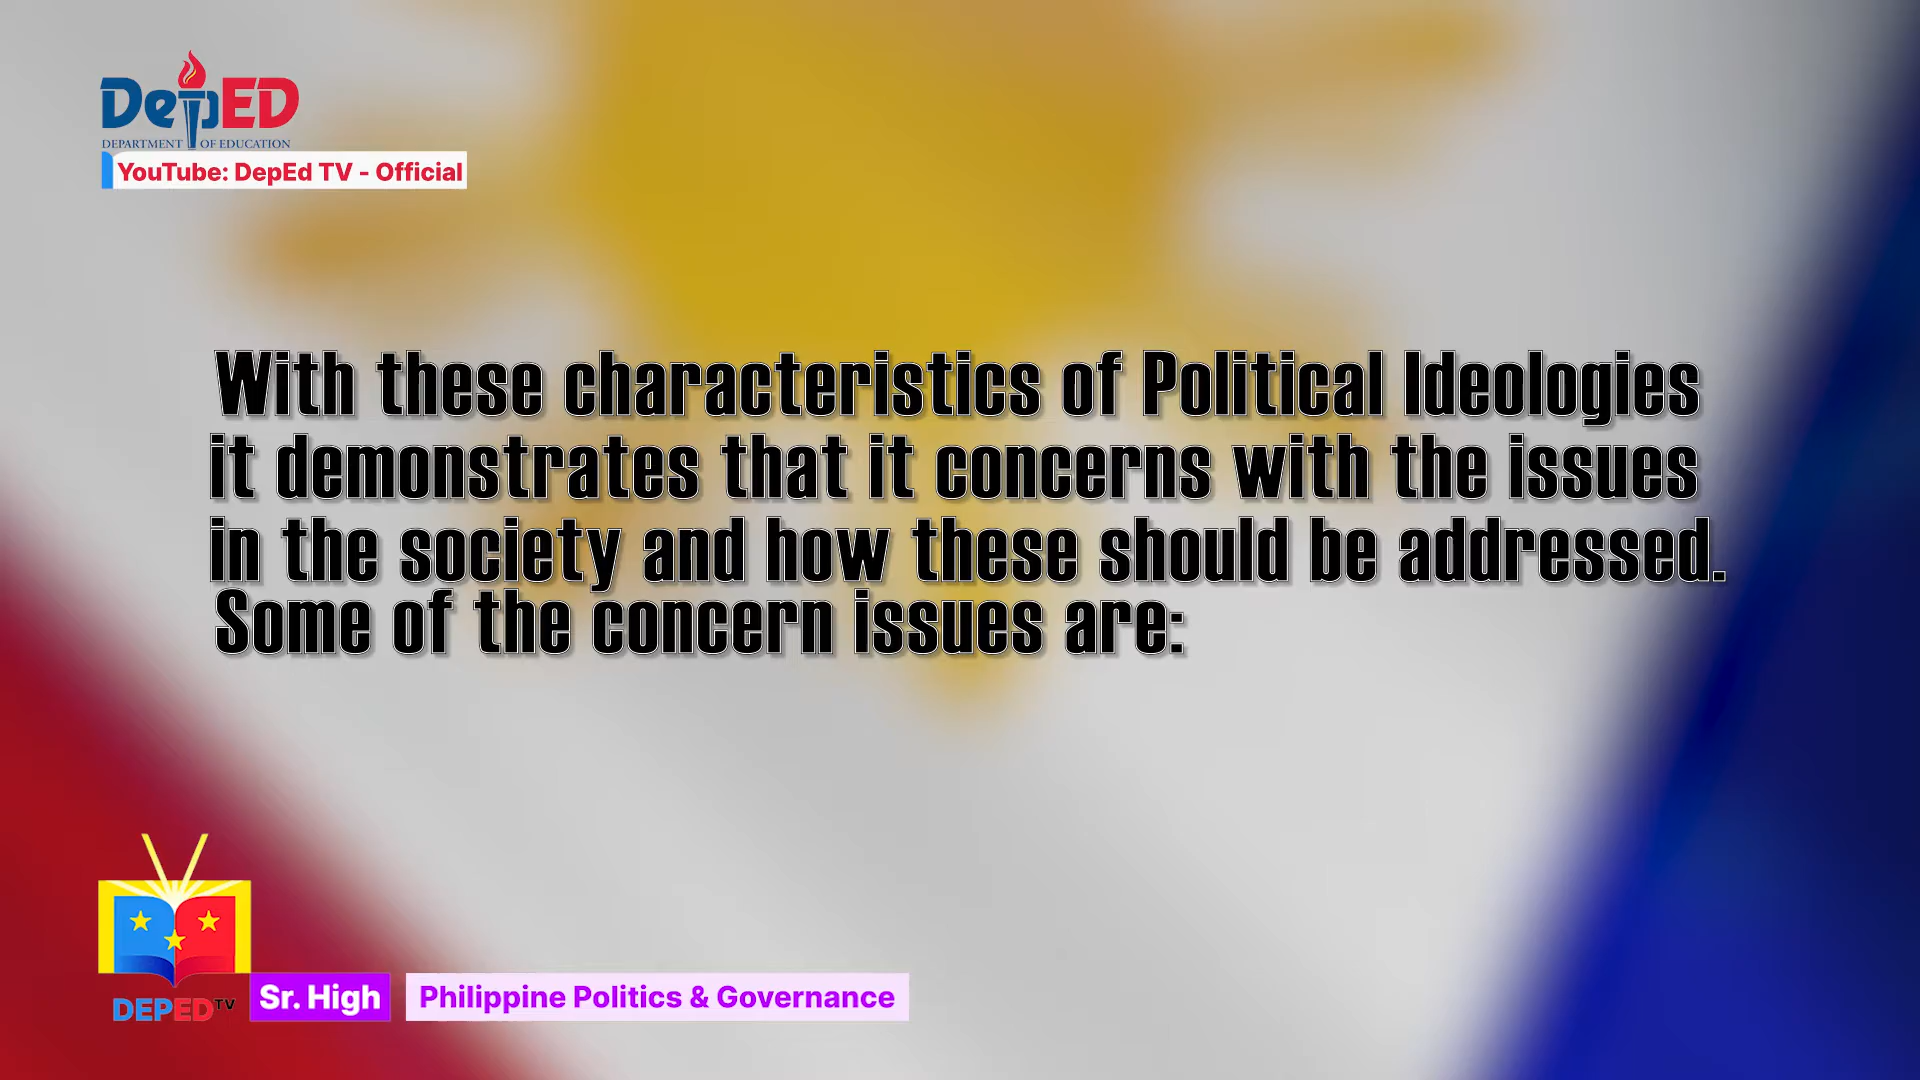 DepED
DEPARTMENT OF EDUCATION
YouTube: DepEd TV - Official
With these characteristics of Political Ideologies
it demonstrates that it concerns with the issues
in the society and how these should be addressed.
Some of the concern issues are:
DEPED TV
Sr. High
Philippine Politics & Governance